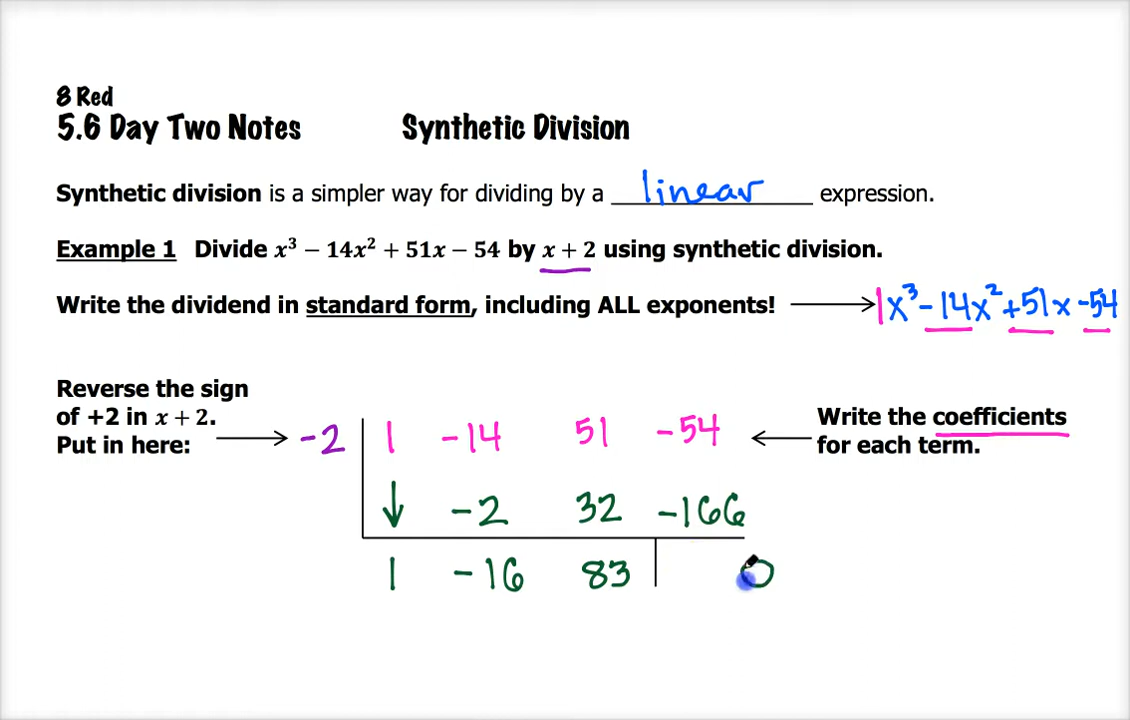 8 Red
5.6 Day Two Notes Synthetic Division
Synthetic division is a simpler way for dividing by a linear expression.
Example 1 Divide x³ − 14x² + 51x − 54 by x + 2 using synthetic division.
Write the dividend in standard form, including ALL exponents! 1x³ - 14x² + 51x - 54
Reverse the sign
of +2 in x + 2.
Put in here:
-2 1 -14 51 -54
Write the coefficients
for each term.
-2 32 -166
1 -16 83 0